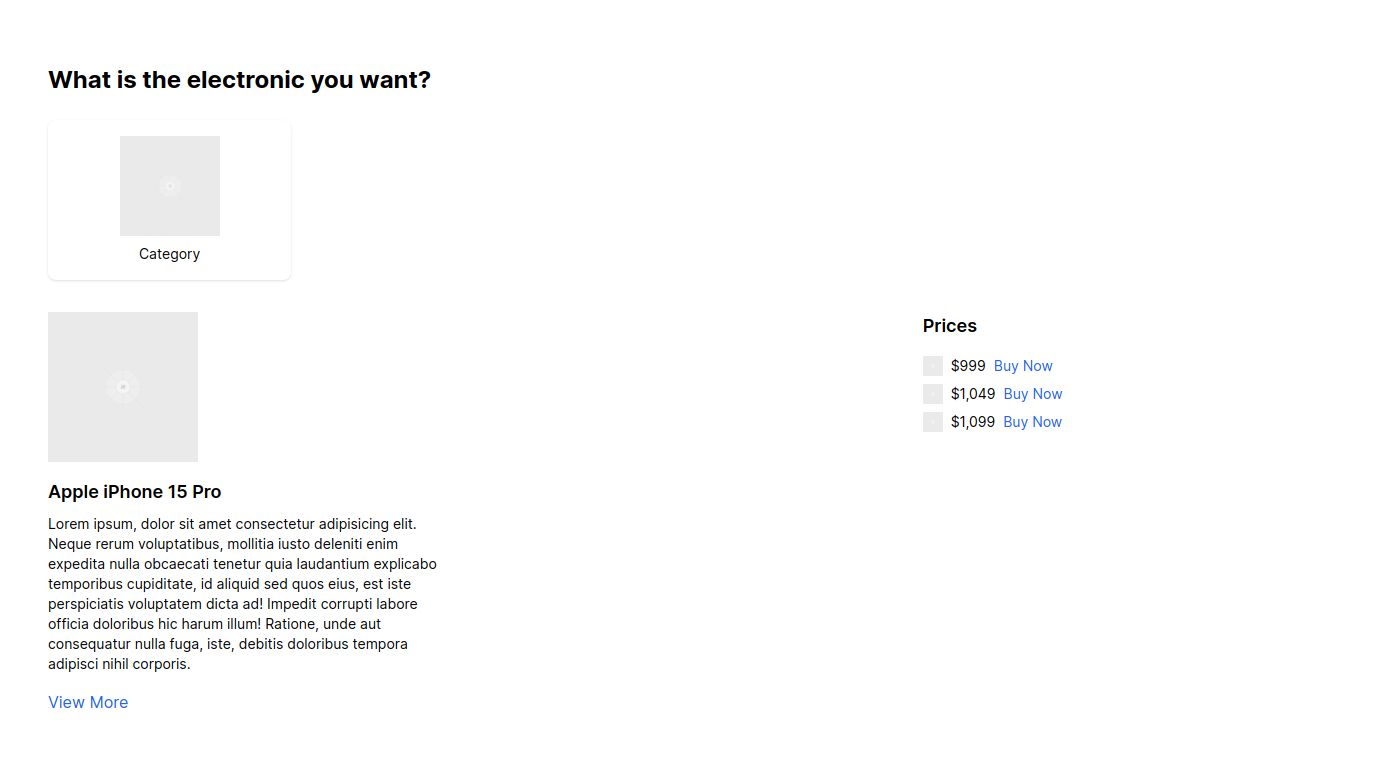 What is the electronic you want?
Category
Prices
$999 Buy Now
$1,049 Buy Now
$1,099 Buy Now
Apple iPhone 15 Pro
Lorem ipsum, dolor sit amet consectetur adipisicing elit.
Neque rerum voluptatibus, mollitia iusto deleniti enim
expedita nulla obcaecati tenetur quia laudantium explicabo
temporibus cupiditate, id aliquid sed quos eius, est iste
perspiciatis voluptatem dicta ad! Impedit corrupti labore
officia doloribus hic harum illum! Ratione, unde aut
consequatur nulla fuga, iste, debitis doloribus tempora
adipisci nihil corporis.
View More